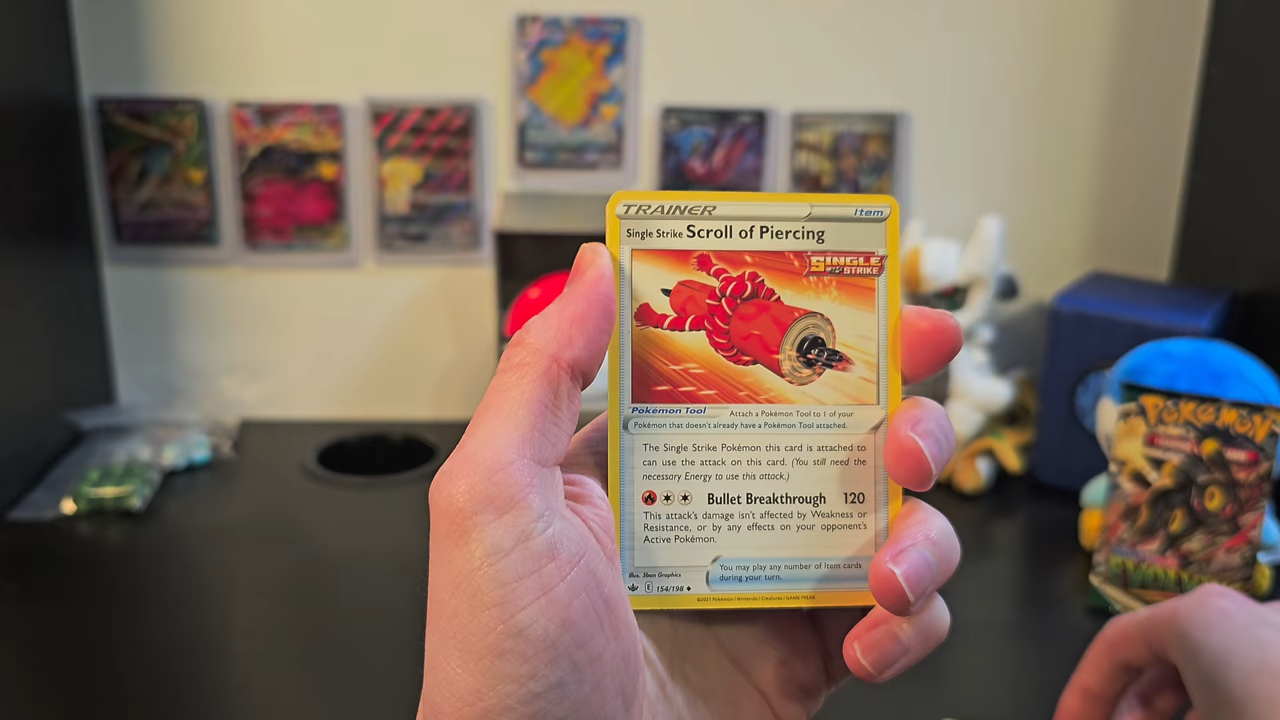 TRAINER
Item
Single Strike Scroll of Piercing
SINGLE
STRIKE
Pokémon Tool
Attach a Pokémon Tool to 1 of your
Pokémon that doesn't already have a Pokémon Tool attached.
The Single Strike Pokémon this card is attached to
can use the attack on this card. (You still need the
necessary Energy to use this attack.)
Bullet Breakthrough 120
This attack's damage isn't affected by Weakness or
Resistance, or by any effects on your opponent's
Active Pokémon.
You may play any number of Item cards
during your turn.
Illus. 5ban Graphics
E 154/198
©2021 Pokémon / Nintendo / Creatures / GAME FREAK
POKÉMON